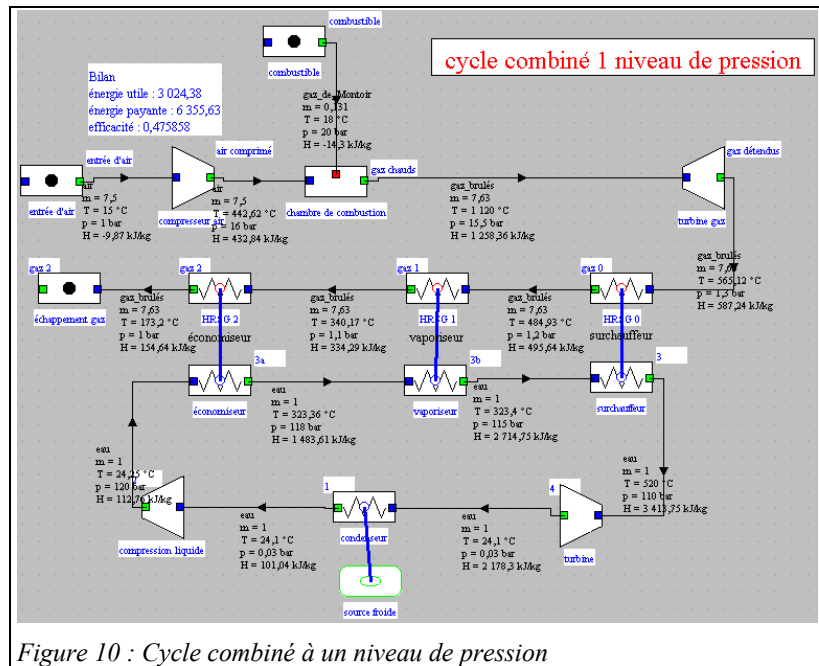 combustible
cycle combiné 1 niveau de pression
combustible
Bilan
énergie utile : 3 024,38
énergie payante : 6 355,63
efficacité : 0,475858
gaz_de_Montoir
m = 0,131
T = 18 °C
p = 20 bar
H = -14,3 kJ/kg
entrée d'air
air comprimé
gaz chauds
gaz détendus
entrée d'air
air
m = 7,5
T = 15 °C
p = 1 bar
H = -9,87 kJ/kg
compresseur air
air
m = 7,5
T = 442,62 °C
p = 16 bar
H = 432,84 kJ/kg
chambre de combustion
gaz_brulés
m = 7,63
T = 1 120 °C
p = 15,5 bar
H = 1 258,36 kJ/kg
turbine gaz
gaz 2
gaz 2
gaz 1
gaz 0
T = 565,12 °C
p = 1,3 bar
H = 587,24 kJ/kg
échappement gaz
gaz_brulés
m = 7,63
T = 173,2 °C
p = 1 bar
H = 154,64 kJ/kg
HRSG 2
économiseur
gaz_brulés
m = 7,63
T = 340,17 °C
p = 1,1 bar
H = 334,29 kJ/kg
HRSG 1
vaporiseur
gaz_brulés
m = 7,63
T = 484,93 °C
p = 1,2 bar
H = 495,64 kJ/kg
HRSG 0
surchauffeur
3a
3b
3
économiseur
eau
m = 1
T = 323,36 °C
p = 118 bar
H = 1 483,61 kJ/kg
vaporiseur
eau
m = 1
T = 323,4 °C
p = 115 bar
H = 2 714,75 kJ/kg
surchauffeur
eau
m = 1
T = 520 °C
p = 110 bar
H = 3 413,75 kJ/kg
eau
m = 1
T = 24,25 °C
p = 120 bar
H = 112,76 kJ/kg
1
4
compression liquide
eau
m = 1
T = 24,1 °C
p = 0,03 bar
H = 101,04 kJ/kg
condenseur
eau
m = 1
T = 24,1 °C
p = 0,03 bar
H = 2 178,3 kJ/kg
turbine
source froide
Figure 10 : Cycle combiné à un niveau de pression